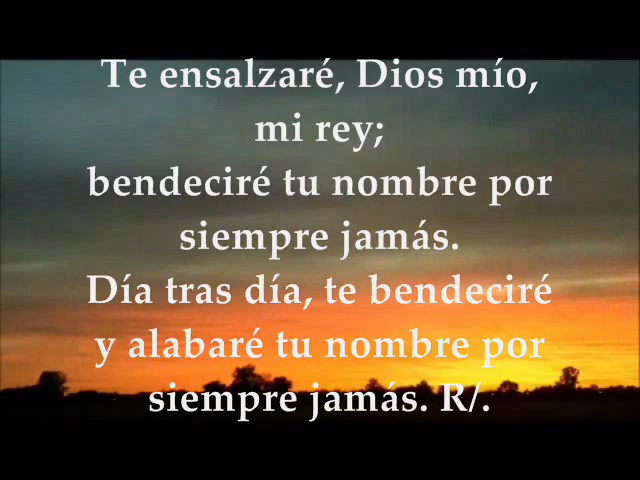 Te ensalzaré, Dios mío,
mi rey;
bendeciré tu nombre por
siempre jamás.
Día tras día, te bendeciré
y alabaré tu nombre por
siempre jamás. R/.